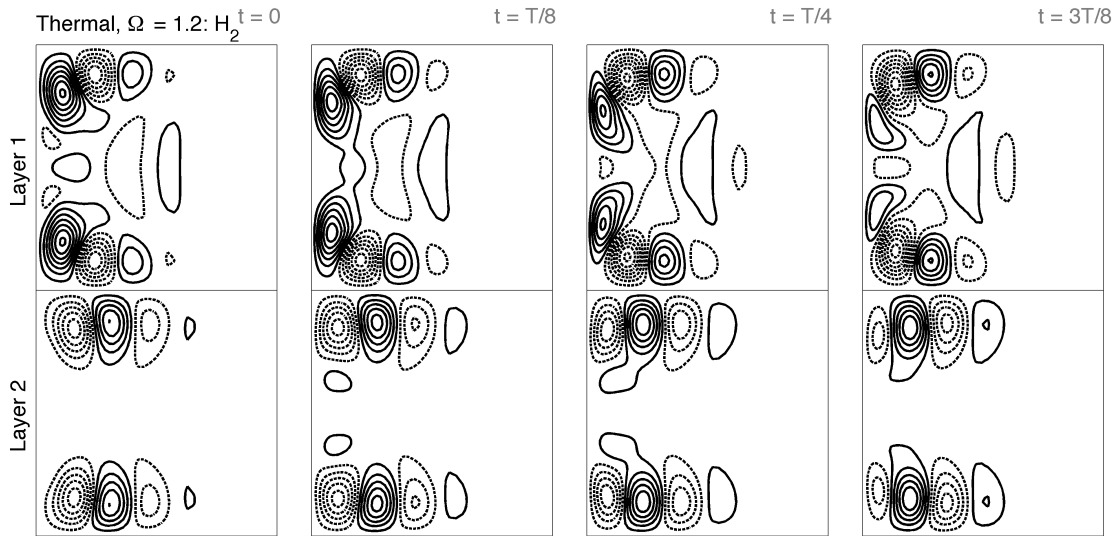 Thermal, Ω = 1.2: H₂
t = 0
t = T/8
t = T/4
t = 3T/8
Layer 1
Layer 2